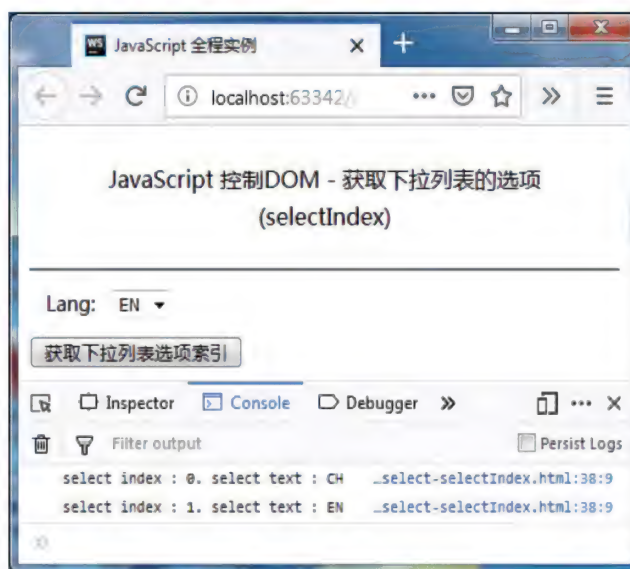 WS JavaScript 全程实例
localhost:63342/
JavaScript 控制DOM - 获取下拉列表的选项
(selectIndex)
Lang: EN
获取下拉列表选项索引
Inspector Console Debugger
Filter output Persist Logs
select index : 0. select text : CH …select-selectIndex.html:38:9
select index : 1. select text : EN …select-selectIndex.html:38:9